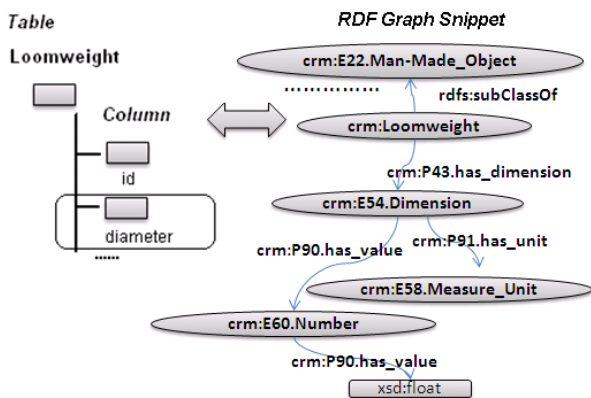 Table
Loomweight
Column
id
diameter
......
RDF Graph Snippet
crm:E22.Man-Made_Object
...............
rdfs:subClassOf
crm:Loomweight
crm:P43.has_dimension
crm:E54.Dimension
crm:P90.has_value
crm:P91.has_unit
crm:E58.Measure_Unit
crm:E60.Number
crm:P90.has_value
xsd:float